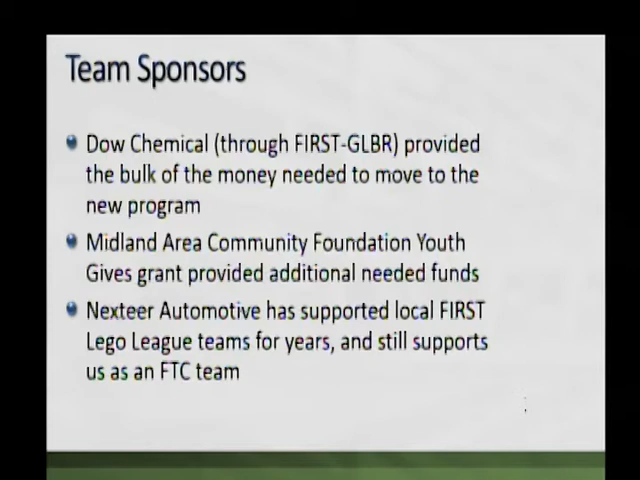 Team Sponsors
Dow Chemical (through FIRST-GLBR) provided
the bulk of the money needed to move to the
new program
Midland Area Community Foundation Youth
Gives grant provided additional needed funds
Nexteer Automotive has supported local FIRST
Lego League teams for years, and still supports
us as an FTC team